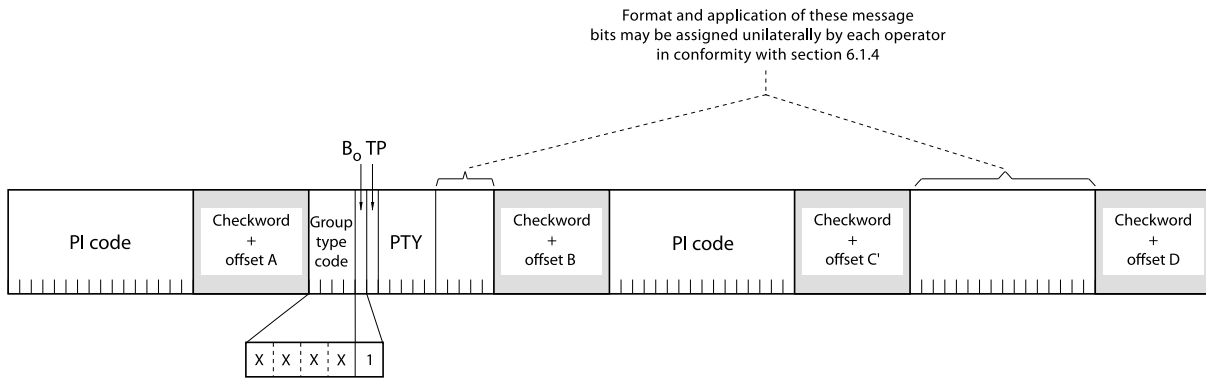 Format and application of these message
bits may be assigned unilaterally by each operator
in conformity with section 6.1.4
Bo TP
PI code
Checkword
+
offset A
Group
type
code
PTY
Checkword
+
offset B
PI code
Checkword
+
offset C'
Checkword
+
offset D
X X X X 1